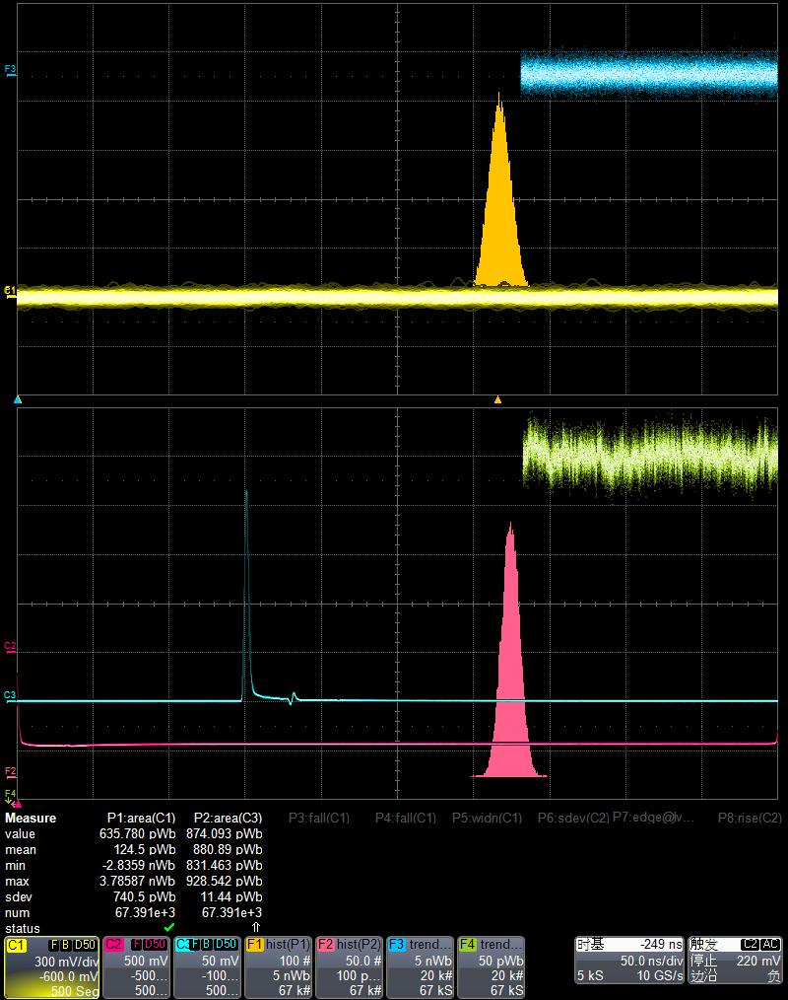 F3
C1
C2
C3
F2
F4
Measure P1:area(C1) P2:area(C3) P3:fall(C1) P4:fall(C1) P5:widn(C1) P6:sdev(C2) P7:edge@lv... P8:rise(C2)
value 635.780 pWb 874.093 pWb
mean 124.5 pWb 880.89 pWb
min -2.8359 nWb 831.463 pWb
max 3.78587 nWb 928.542 pWb
sdev 740.5 pWb 11.44 pWb
num 67.391e+3 67.391e+3
status
C1 F B D50 C2 F D50 C3 F B D50 F1 hist(P1) F2 hist(P2) F3 trend... F4 trend... 时基 -249 ns 触发 C2 AC
300 mV/div 500 mV 50 mV 100 # 50.0 # 5 nWb 50 pWb 50.0 ns/div 停止 220 mV
-600.0 mV -500... -100... 5 nWb 100 p... 20 k# 20 k# 5 kS 10 GS/s 边沿 负
500 Seg 500... 500... 67 k# 67 k# 67 kS 67 kS